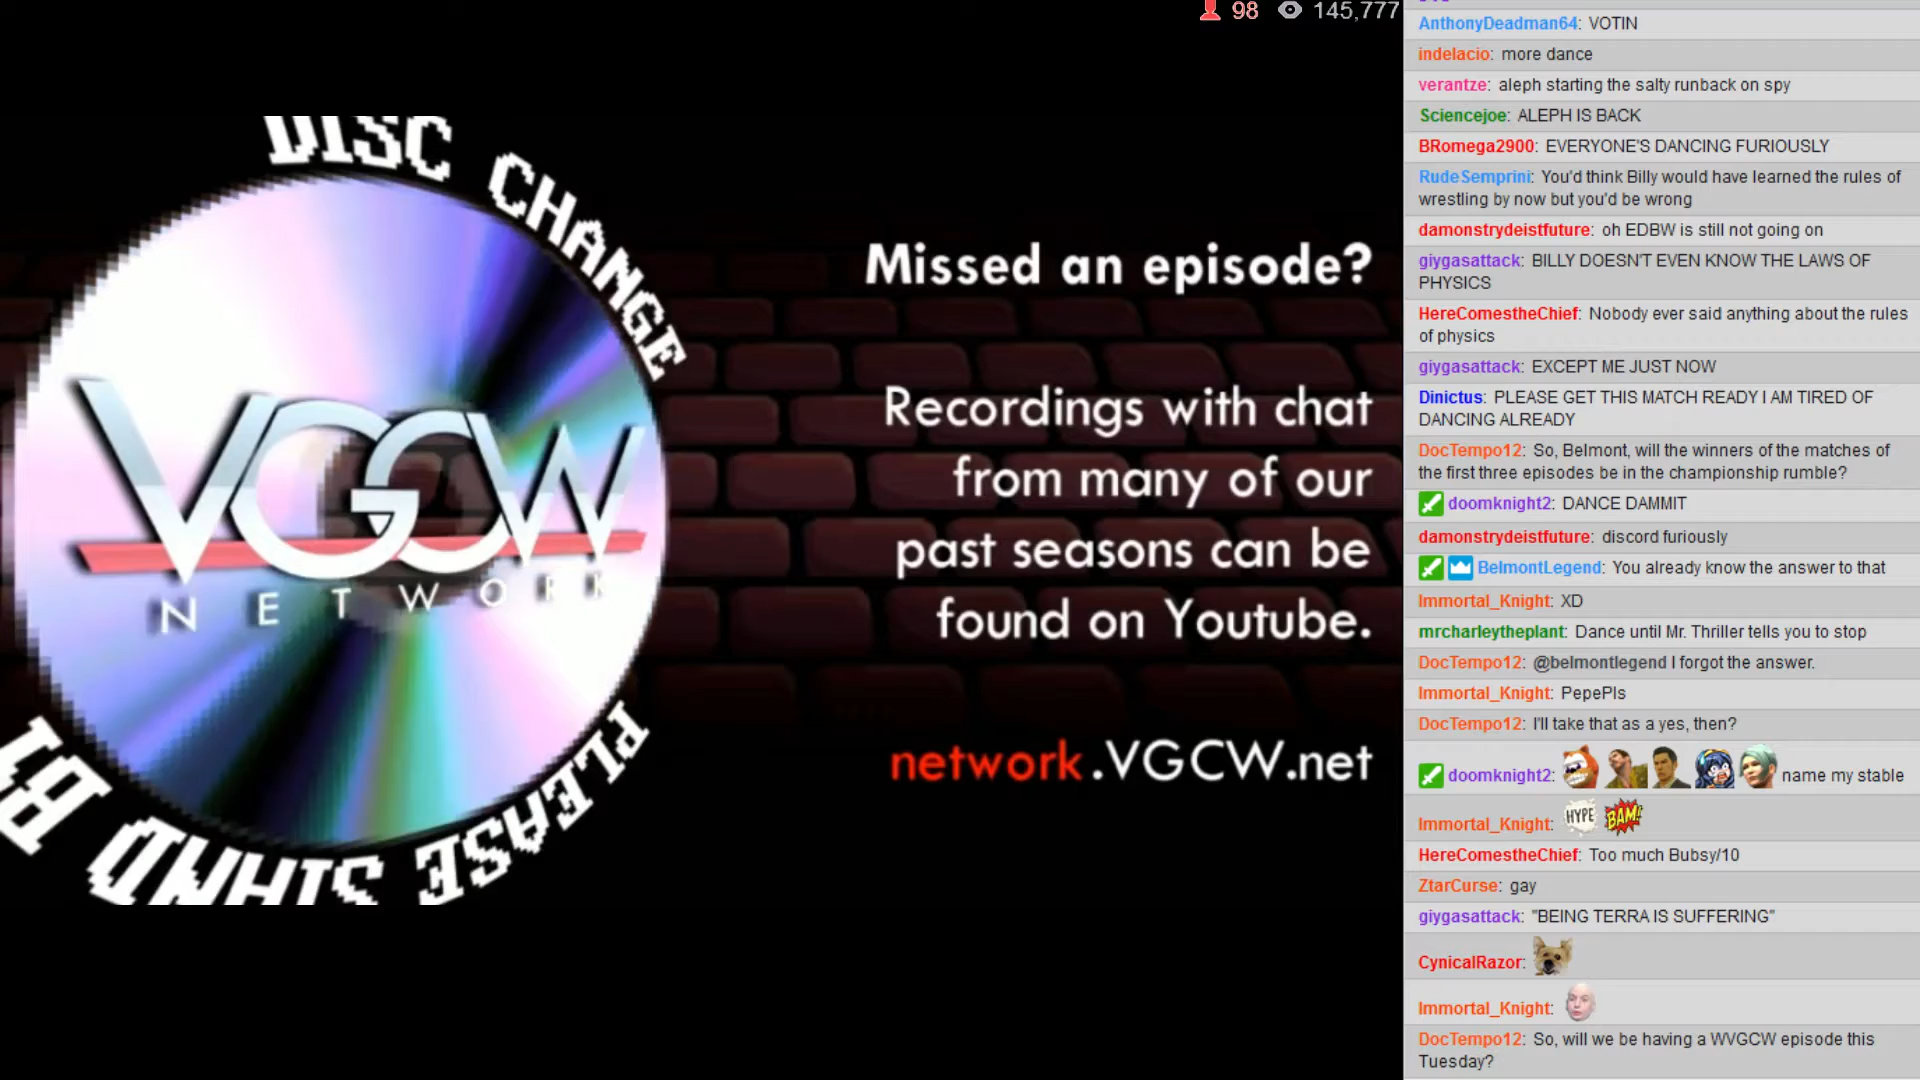 98 145,777
DISC CHANGE
VGCW
NETWORK
PLEASE STAND
Missed an episode?
Recordings with chat
from many of our
past seasons can be
found on Youtube.
network.VGCW.net
AnthonyDeadman64: VOTIN
indelacio: more dance
verantze: aleph starting the salty runback on spy
Sciencejoe: ALEPH IS BACK
BRomega2900: EVERYONE'S DANCING FURIOUSLY
RudeSemprini: You'd think Billy would have learned the rules of
wrestling by now but you'd be wrong
damonstrydeistfuture: oh EDBW is still not going on
giygasattack: BILLY DOESN'T EVEN KNOW THE LAWS OF
PHYSICS
HereComestheChief: Nobody ever said anything about the rules
of physics
giygasattack: EXCEPT ME JUST NOW
Dinictus: PLEASE GET THIS MATCH READY I AM TIRED OF
DANCING ALREADY
DocTempo12: So, Belmont, will the winners of the matches of
the first three episodes be in the championship rumble?
doomknight2: DANCE DAMMIT
damonstrydeistfuture: discord furiously
BelmontLegend: You already know the answer to that
Immortal_Knight: XD
mrcharleytheplant: Dance until Mr. Thriller tells you to stop
DocTempo12: @belmontlegend I forgot the answer.
Immortal_Knight: PepePls
DocTempo12: I'll take that as a yes, then?
doomknight2: name my stable
Immortal_Knight: HYPE BAM!
HereComestheChief: Too much Bubsy/10
ZtarCurse: gay
giygasattack: "BEING TERRA IS SUFFERING"
CynicalRazor:
Immortal_Knight:
DocTempo12: So, will we be having a WVGCW episode this
Tuesday?